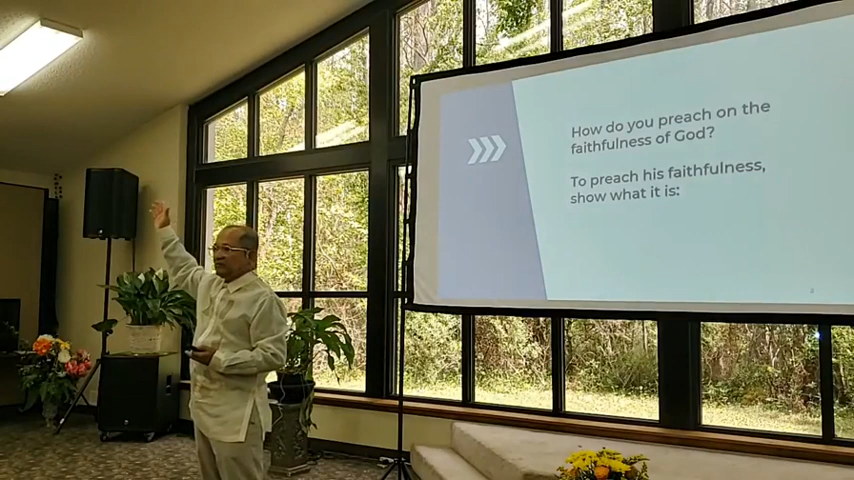 How do you preach on the
faithfulness of God?
To preach his faithfulness,
show what it is: